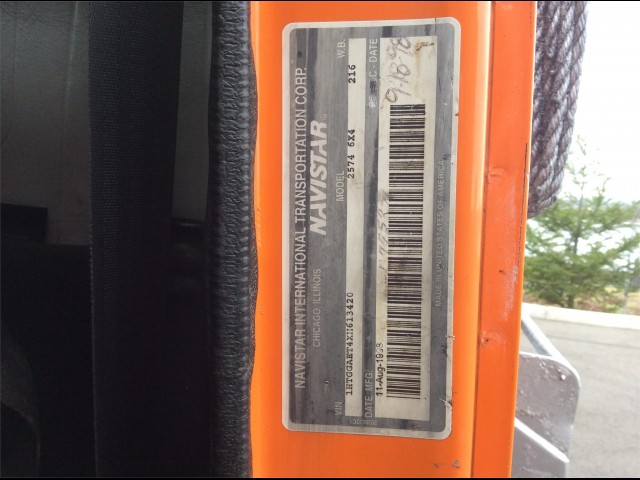 NAVISTAR INTERNATIONAL TRANSPORTATION CORP.
CHICAGO, ILLINOIS
NAVISTAR
VIN MODEL W.B.
1HTGGAET4XH613420 2574 6X4 216
DATE MFG. - DATE
11-Aug-1998
MADE IN UNITED STATES OF AMERICA